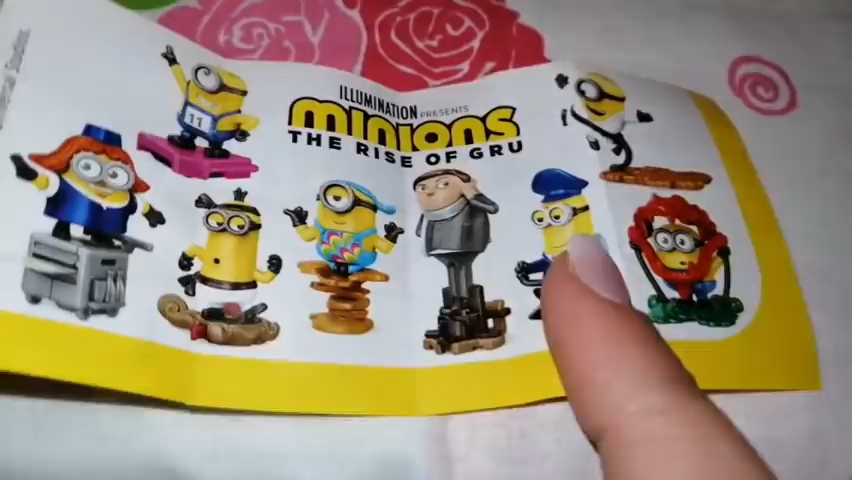 ILLUMINATION PRESENTS
minions
THE RISE OF GRU
11